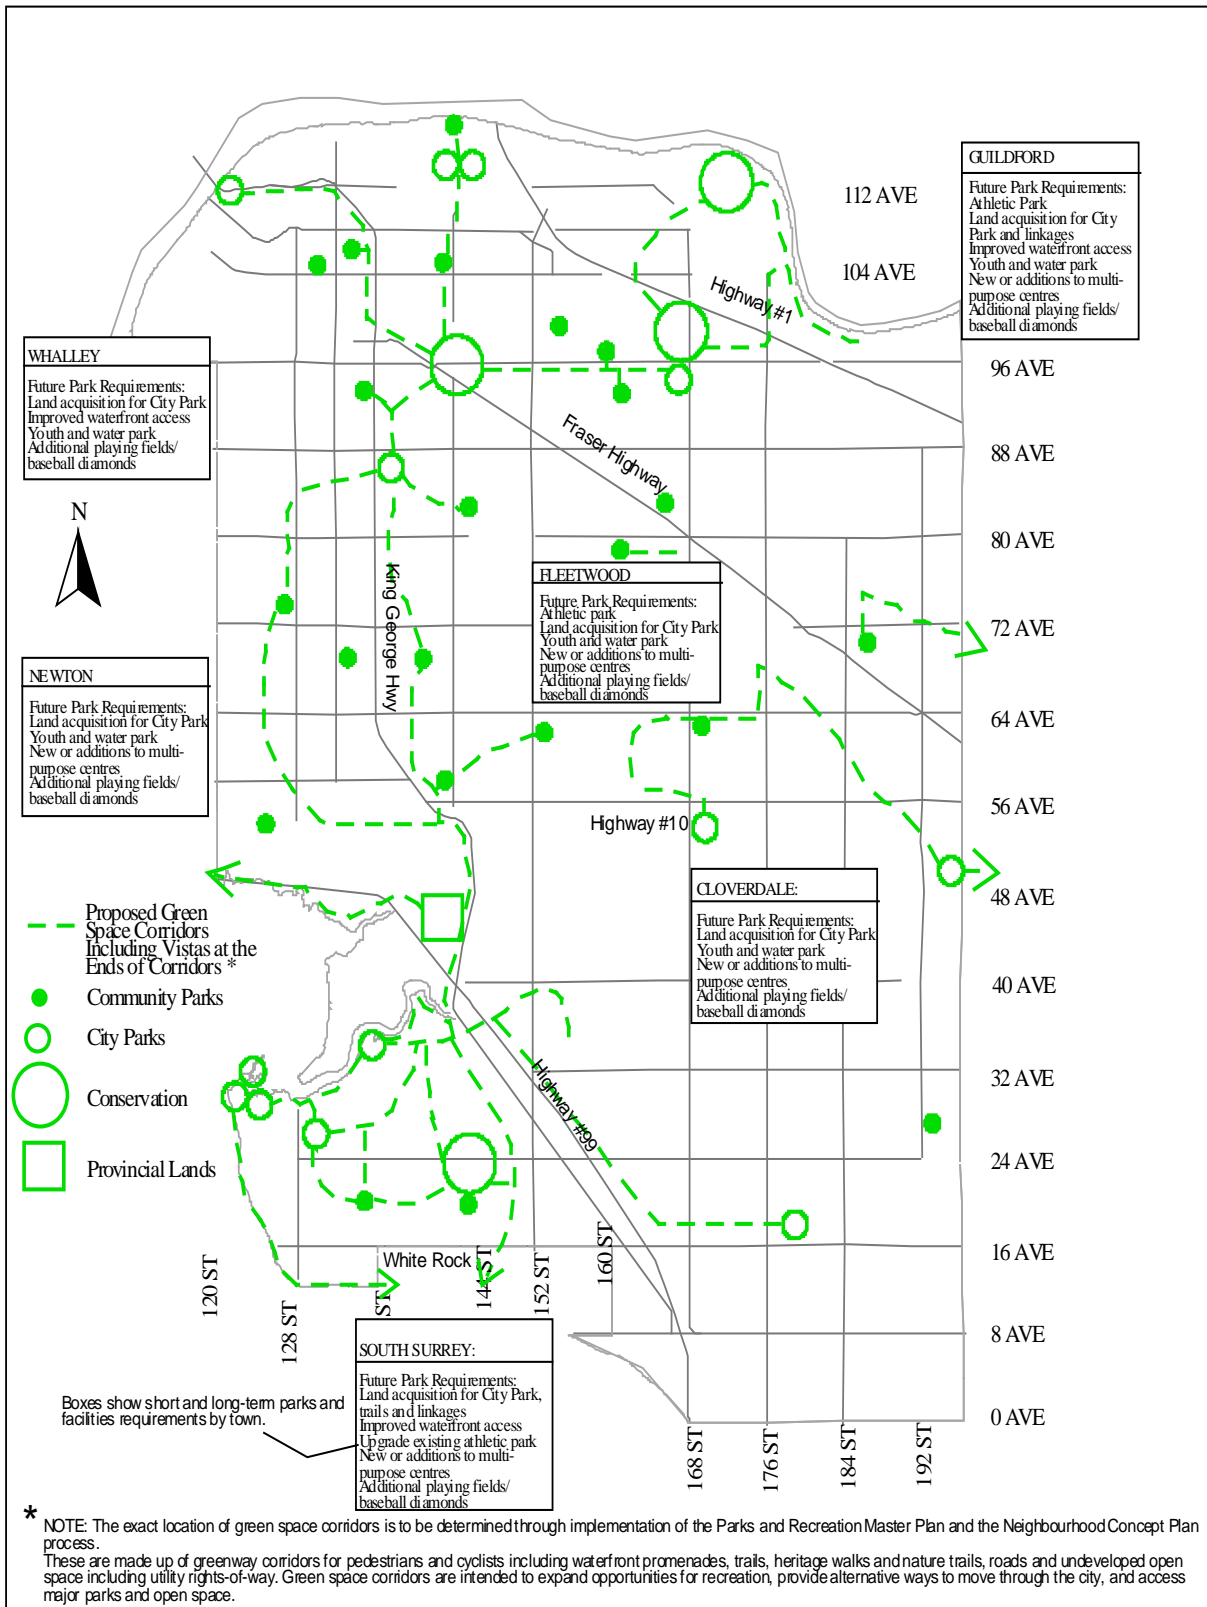 GUILDFORD
Future Park Requirements:
Athletic Park
Land acquisition for City
Park and linkages
Improved waterfront access
Youth and water park
New or additions to multi-
purpose centres
Additional playing fields/
baseball diamonds
112 AVE
104 AVE
Highway #1
WHALLEY
Future Park Requirements:
Land acquisition for City Park
Improved waterfront access
Youth and water park
Additional playing fields/
baseball diamonds
96 AVE
Fraser Highway
88 AVE
N
80 AVE
King George Hwy
FLEETWOOD
Future Park Requirements:
Athletic park
Land acquisition for City Park
Youth and water park
New or additions to multi-
purpose centres
Additional playing fields/
baseball diamonds
72 AVE
NEWTON
Future Park Requirements:
Land acquisition for City Park
Youth and water park
New or additions to multi-
purpose centres
Additional playing fields/
baseball diamonds
64 AVE
56 AVE
Highway #10
CLOVERDALE:
Future Park Requirements:
Land acquisition for City Park
Youth and water park
New or additions to multi-
purpose centres
Additional playing fields/
baseball diamonds
48 AVE
Proposed Green
Space Corridors
Including Vistas at the
Ends of Corridors *
Community Parks
City Parks
Conservation
Provincial Lands
40 AVE
32 AVE
Highway #99
24 AVE
16 AVE
White Rock
120 ST
128 ST
ST
144 ST
152 ST
160 ST
8 AVE
0 AVE
168 ST
176 ST
184 ST
192 ST
SOUTH SURREY:
Future Park Requirements:
Land acquisition for City Park,
trails and linkages
Improved waterfront access
Upgrade existing athletic park
New or additions to multi-
purpose centres
Additional playing fields/
baseball diamonds
Boxes show short and long-term parks and
facilities requirements by town.
* NOTE: The exact location of green space corridors is to be determined through implementation of the Parks and Recreation Master Plan and the Neighbourhood Concept Plan
process.
These are made up of greenway corridors for pedestrians and cyclists including waterfront promenades, trails, heritage walks and nature trails, roads and undeveloped open
space including utility rights-of-way. Green space corridors are intended to expand opportunities for recreation, provide alternative ways to move through the city, and access
major parks and open space.